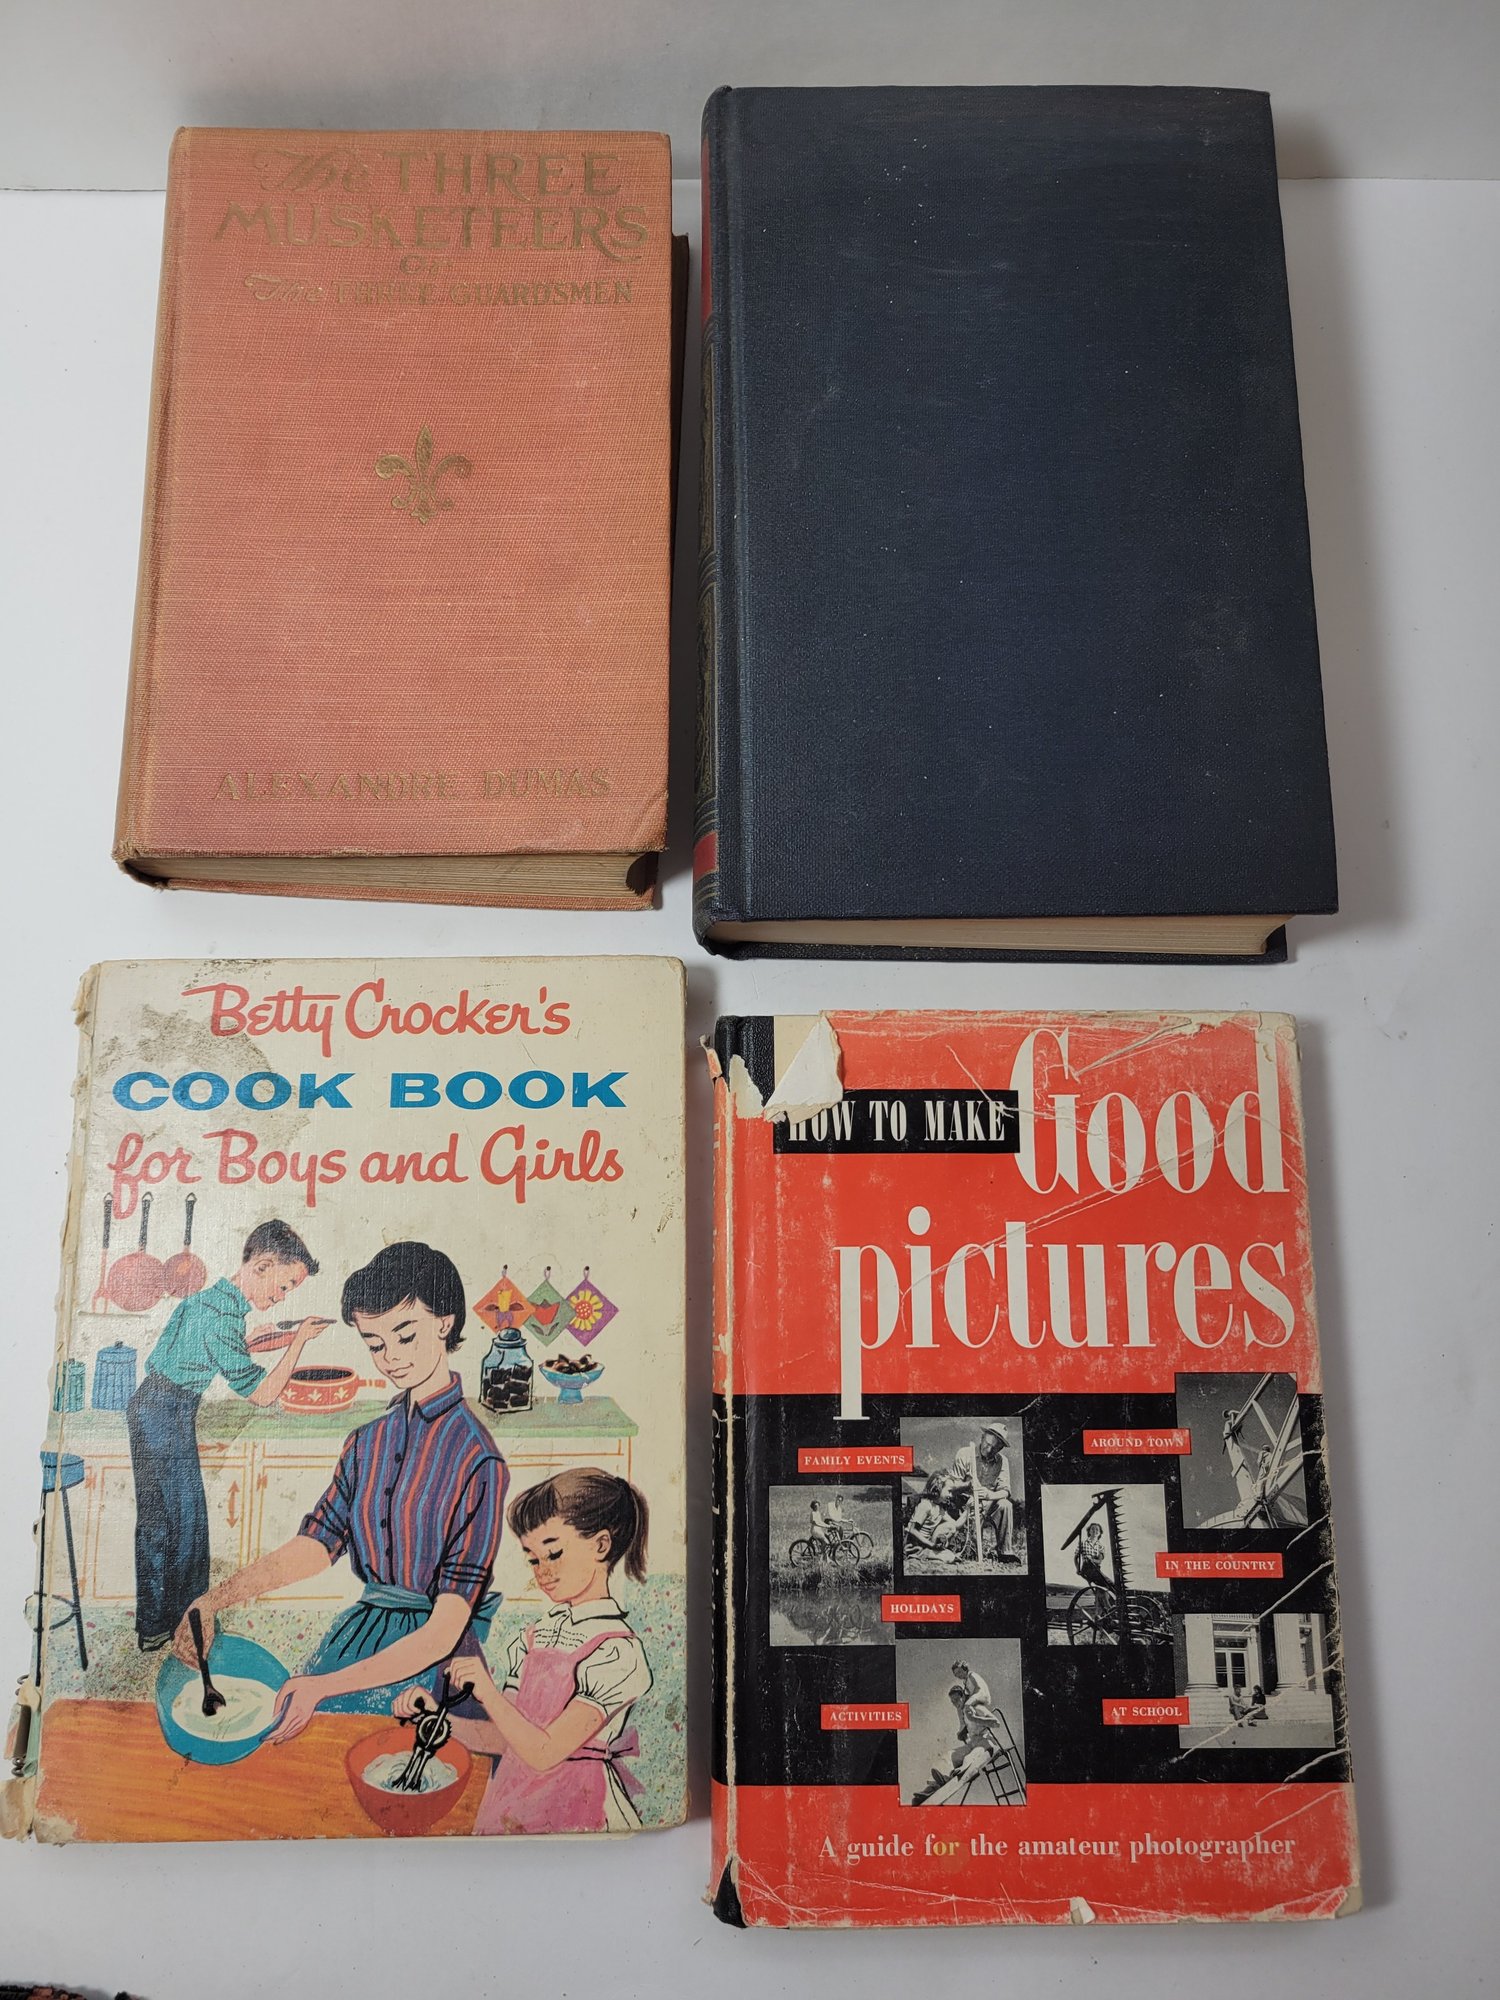 The THREE
MUSKETEERS
OR
The THREE GUARDSMEN
ALEXANDRE DUMAS
Betty Crocker's
COOK BOOK
for Boys and Girls
HOW TO MAKE Good
pictures
FAMILY EVENTS
AROUND TOWN
IN THE COUNTRY
HOLIDAYS
ACTIVITIES
AT SCHOOL
A guide for the amateur photographer